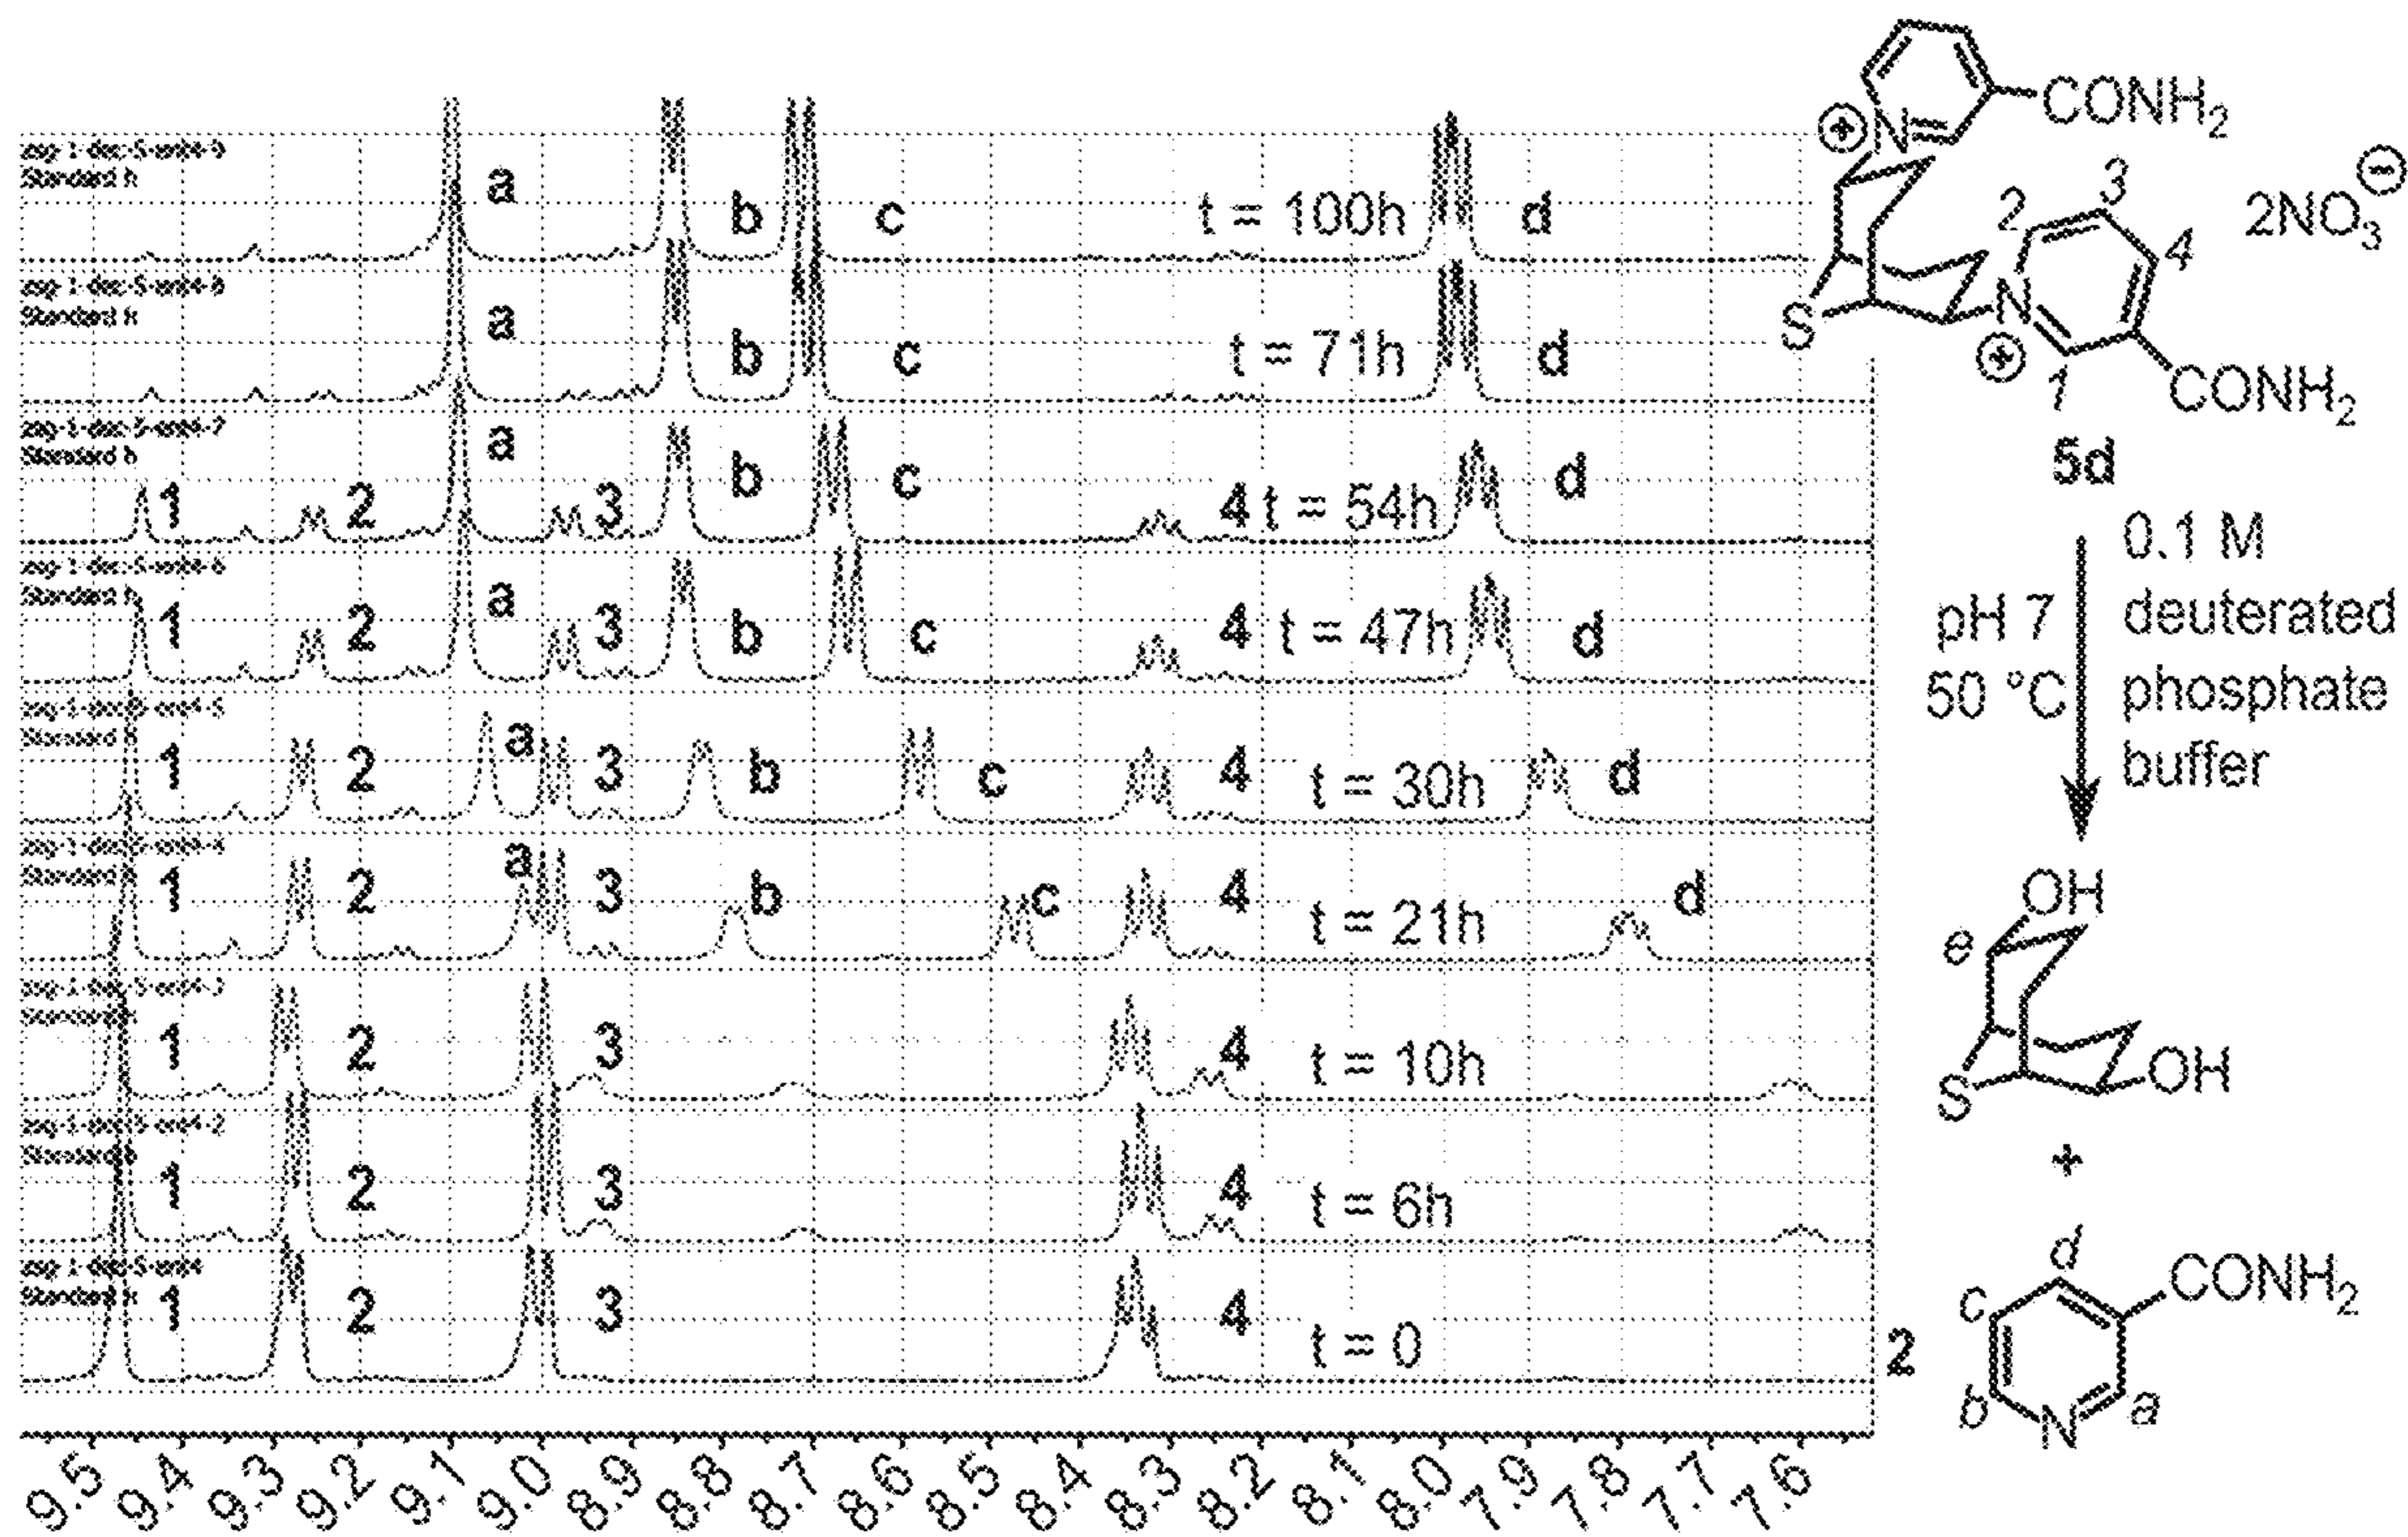 a b c t = 100h d
a b c t = 71h d
1 2 a 3 b c 4 t = 54h d
1 2 a 3 b c 4 t = 47h d
1 2 a 3 b c 4 t = 30h d
1 2 a 3 b c 4 t = 21h d
1 2 3 4 t = 10h
1 2 3 4 t = 6h
1 2 3 4 t = 0
9.5 9.4 9.3 9.2 9.1 9.0 8.9 8.8 8.7 8.6 8.5 8.4 8.3 8.2 8.1 8.0 7.9 7.8 7.7 7.6
CONH₂
⊕ N
2 3 4
2NO₃⊖
S N
⊕
1 CONH₂
5d
pH 7
50 °C
0.1 M
deuterated
phosphate
buffer
OH
e
S OH
+
d
c CONH₂
2
b N a